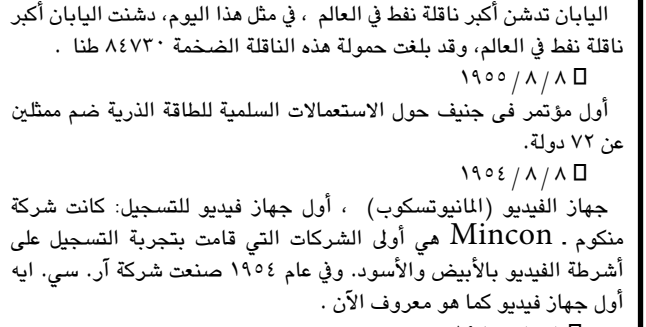 اليابان تدشن أكبر ناقلة نفط في العالم ، في مثل هذا اليوم، دشنت اليابان أكبر
ناقلة نفط في العالم، وقد بلغت حمولة هذه الناقلة الضخمة ٨٤٧٣٠ طنا .
٨ / ٨ / ١٩٥٥
أول مؤتمر فى جنيف حول الاستعمالات السلمية للطاقة الذرية ضم ممثلين
عن ٧٢ دولة.
٨ / ٨ / ١٩٥٤
جهاز الفيديو (المانيوتسكوب) ، أول جهاز فيديو للتسجيل: كانت شركة
منكوم . Mincon هي أولى الشركات التي قامت بتجربة التسجيل على
أشرطة الفيديو بالأبيض والأسود. وفي عام ١٩٥٤ صنعت شركة آر. سي. ايه
أول جهاز فيديو كما هو معروف الآن .